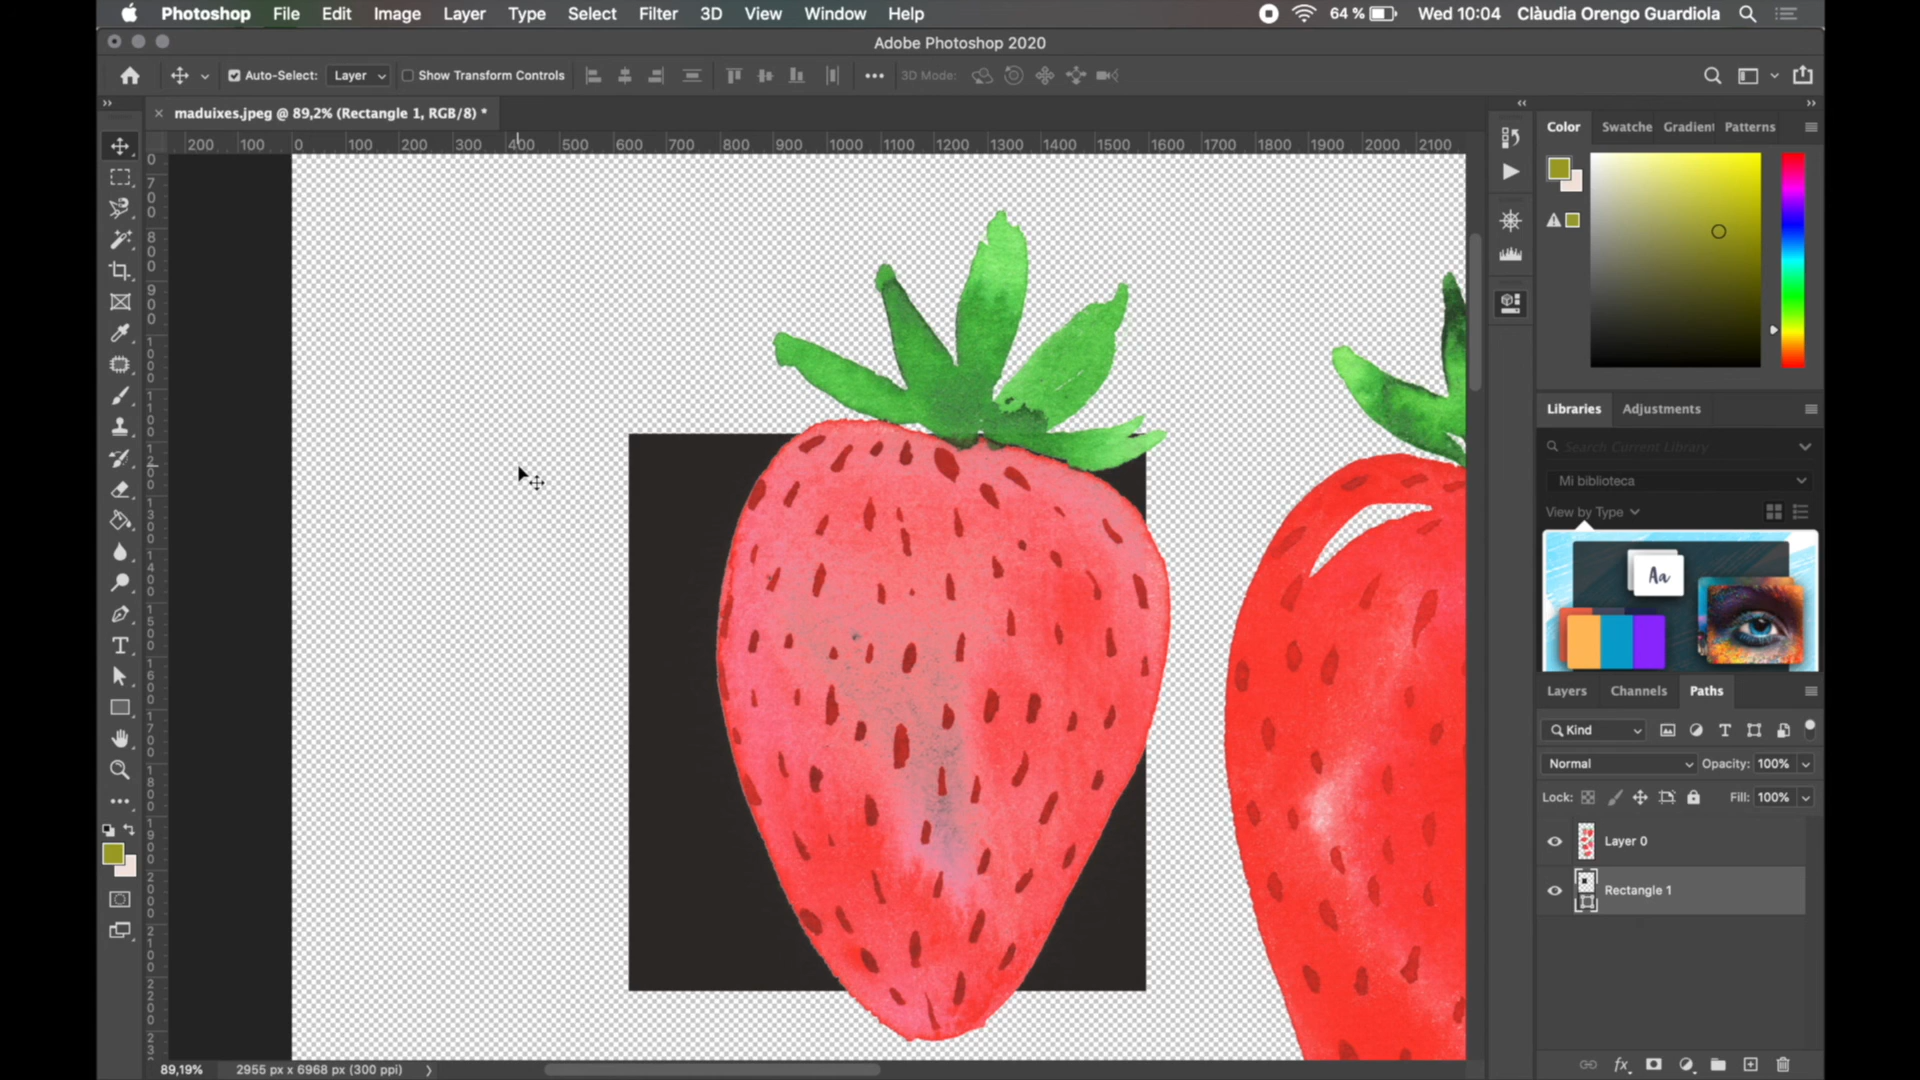 Photoshop File Edit Image Layer Type Select Filter 3D View Window Help 64 % Wed 10:04 Clàudia Orengo Guardiola
Adobe Photoshop 2020
Auto-Select: Layer Show Transform Controls 3D Mode:
maduixes.jpeg @ 89,2% (Rectangle 1, RGB/8) *
200 100 0 100 200 300 400 500 600 700 800 900 1000 1100 1200 1300 1400 1500 1600 1700 1800 1900 2000 2100
Color Swatche Gradient Patterns
Libraries Adjustments
Search Current Library
Mi biblioteca
View by Type
Aa
Layers Channels Paths
Kind
Normal Opacity: 100%
Lock: Fill: 100%
Layer 0
Rectangle 1
fx
89,19% 2955 px x 6968 px (300 ppi)